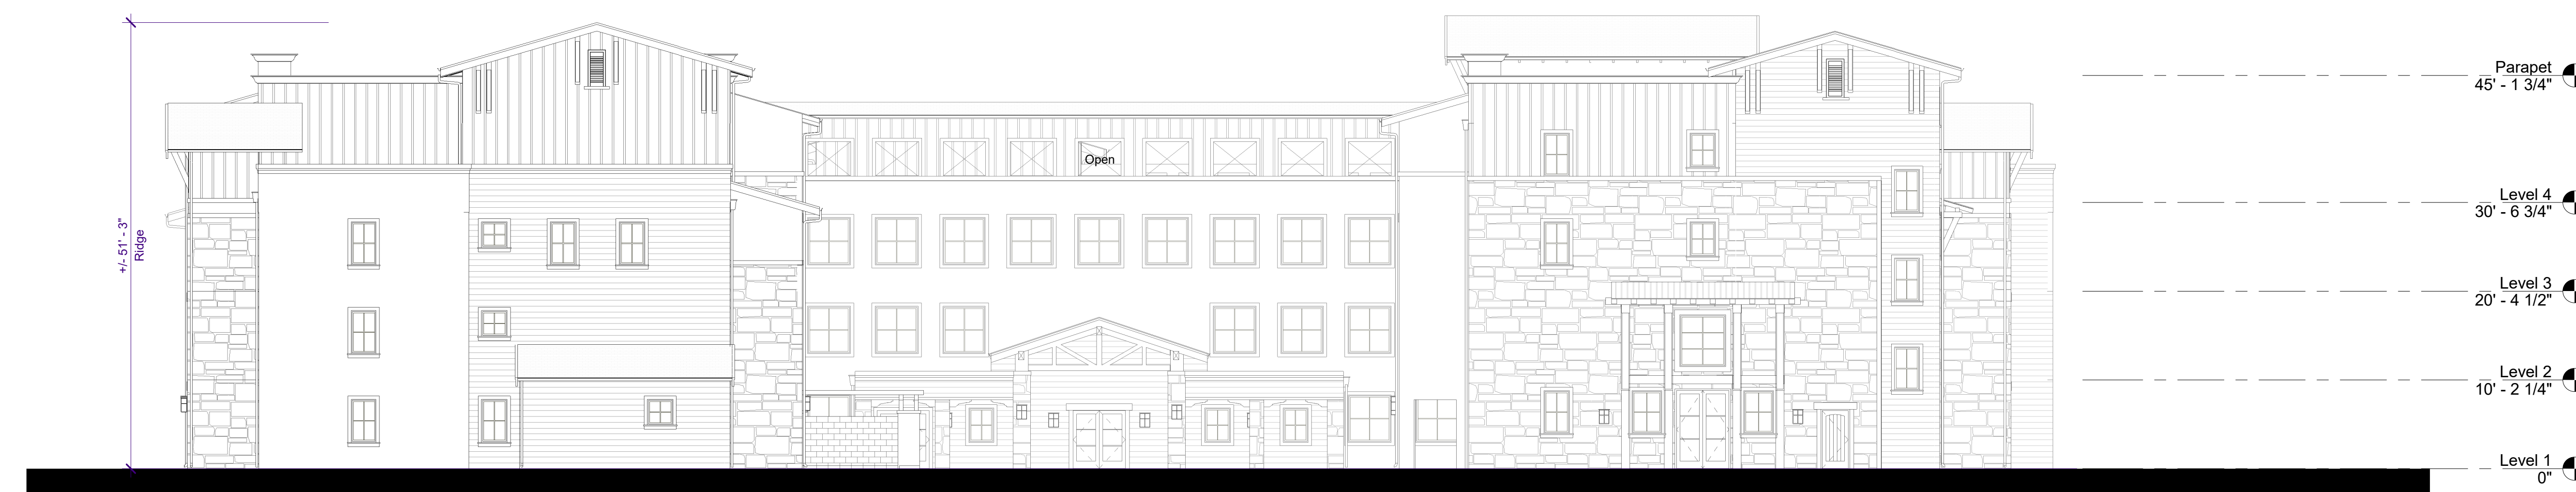 Parapet
45' - 1 3/4"
Open
Level 4
30' - 6 3/4"
+/- 51' - 3"
Ridge
Level 3
20' - 4 1/2"
Level 2
10' - 2 1/4"
Level 1
0"